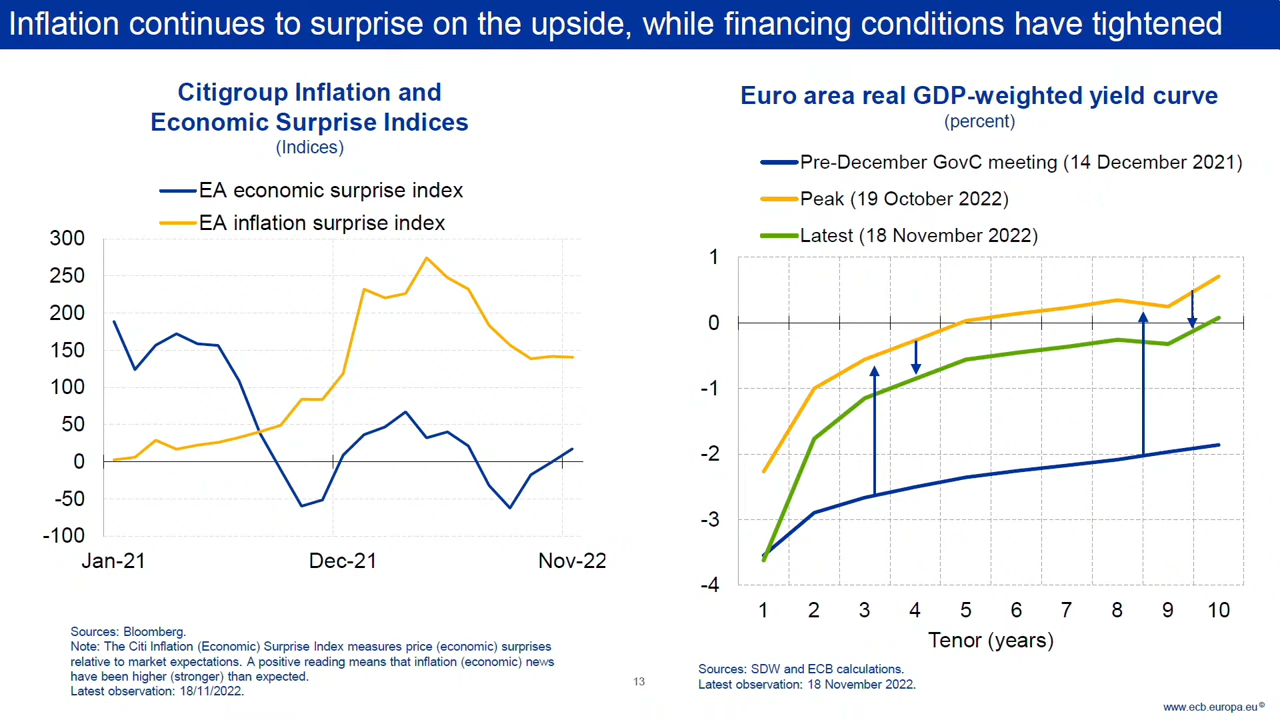 Inflation continues to surprise on the upside, while financing conditions have tightened
Citigroup Inflation and
Economic Surprise Indices
(Indices)
EA economic surprise index
EA inflation surprise index
300
250
200
150
100
50
0
-50
-100
Jan-21
Dec-21
Nov-22
Sources: Bloomberg.
Note: The Citi Inflation (Economic) Surprise Index measures price (economic) surprises
relative to market expectations. A positive reading means that inflation (economic) news
have been higher (stronger) than expected.
Latest observation: 18/11/2022.
Euro area real GDP-weighted yield curve
(percent)
Pre-December GovC meeting (14 December 2021)
Peak (19 October 2022)
Latest (18 November 2022)
1
0
-1
-2
-3
-4
1 2 3 4 5 6 7 8 9 10
Tenor (years)
Sources: SDW and ECB calculations.
Latest observation: 18 November 2022.
13
www.ecb.europa.eu ©